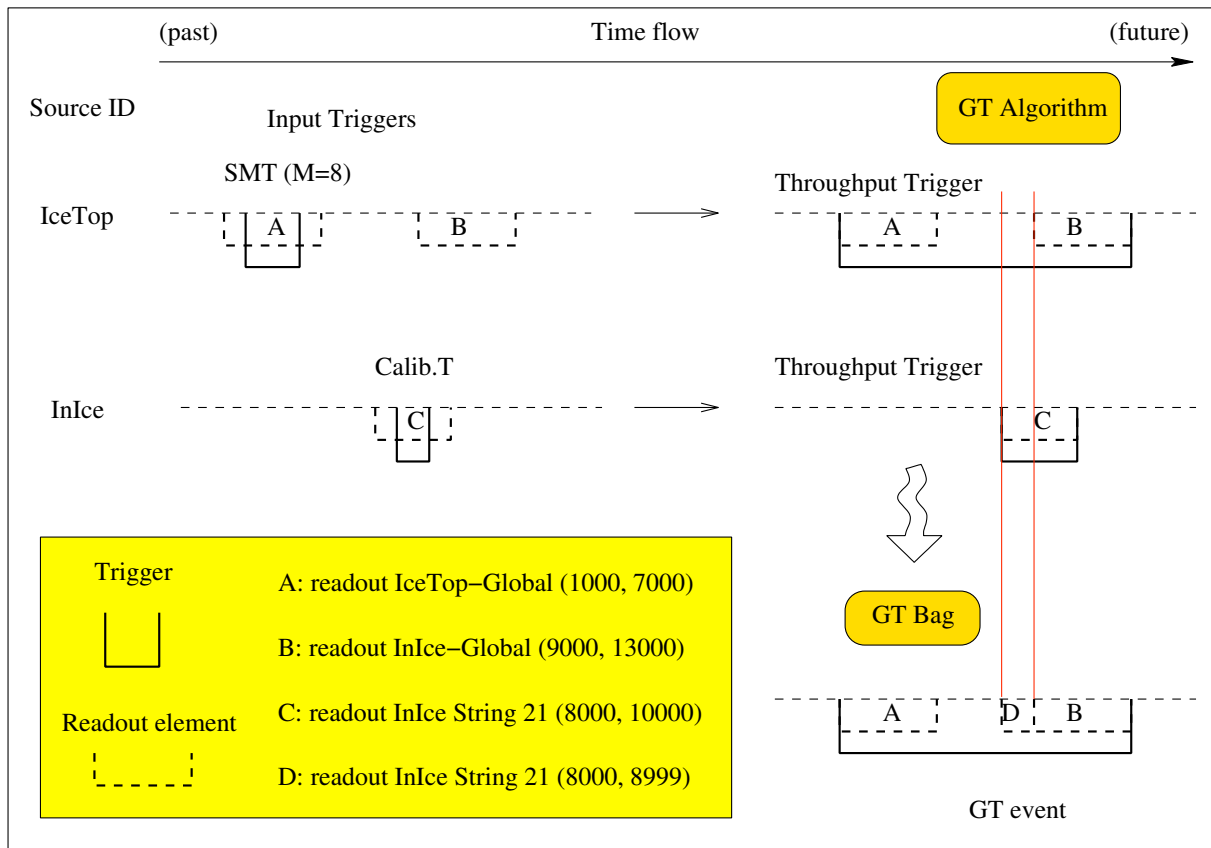 (past) Time flow (future)
Source ID
GT Algorithm
Input Triggers
SMT (M=8)
Throughput Trigger
IceTop
A
B
A
B
Calib.T
Throughput Trigger
InIce
C
C
Trigger
A: readout IceTop−Global (1000, 7000)
GT Bag
B: readout InIce−Global (9000, 13000)
Readout element
C: readout InIce String 21 (8000, 10000)
A
D
B
D: readout InIce String 21 (8000, 8999)
GT event